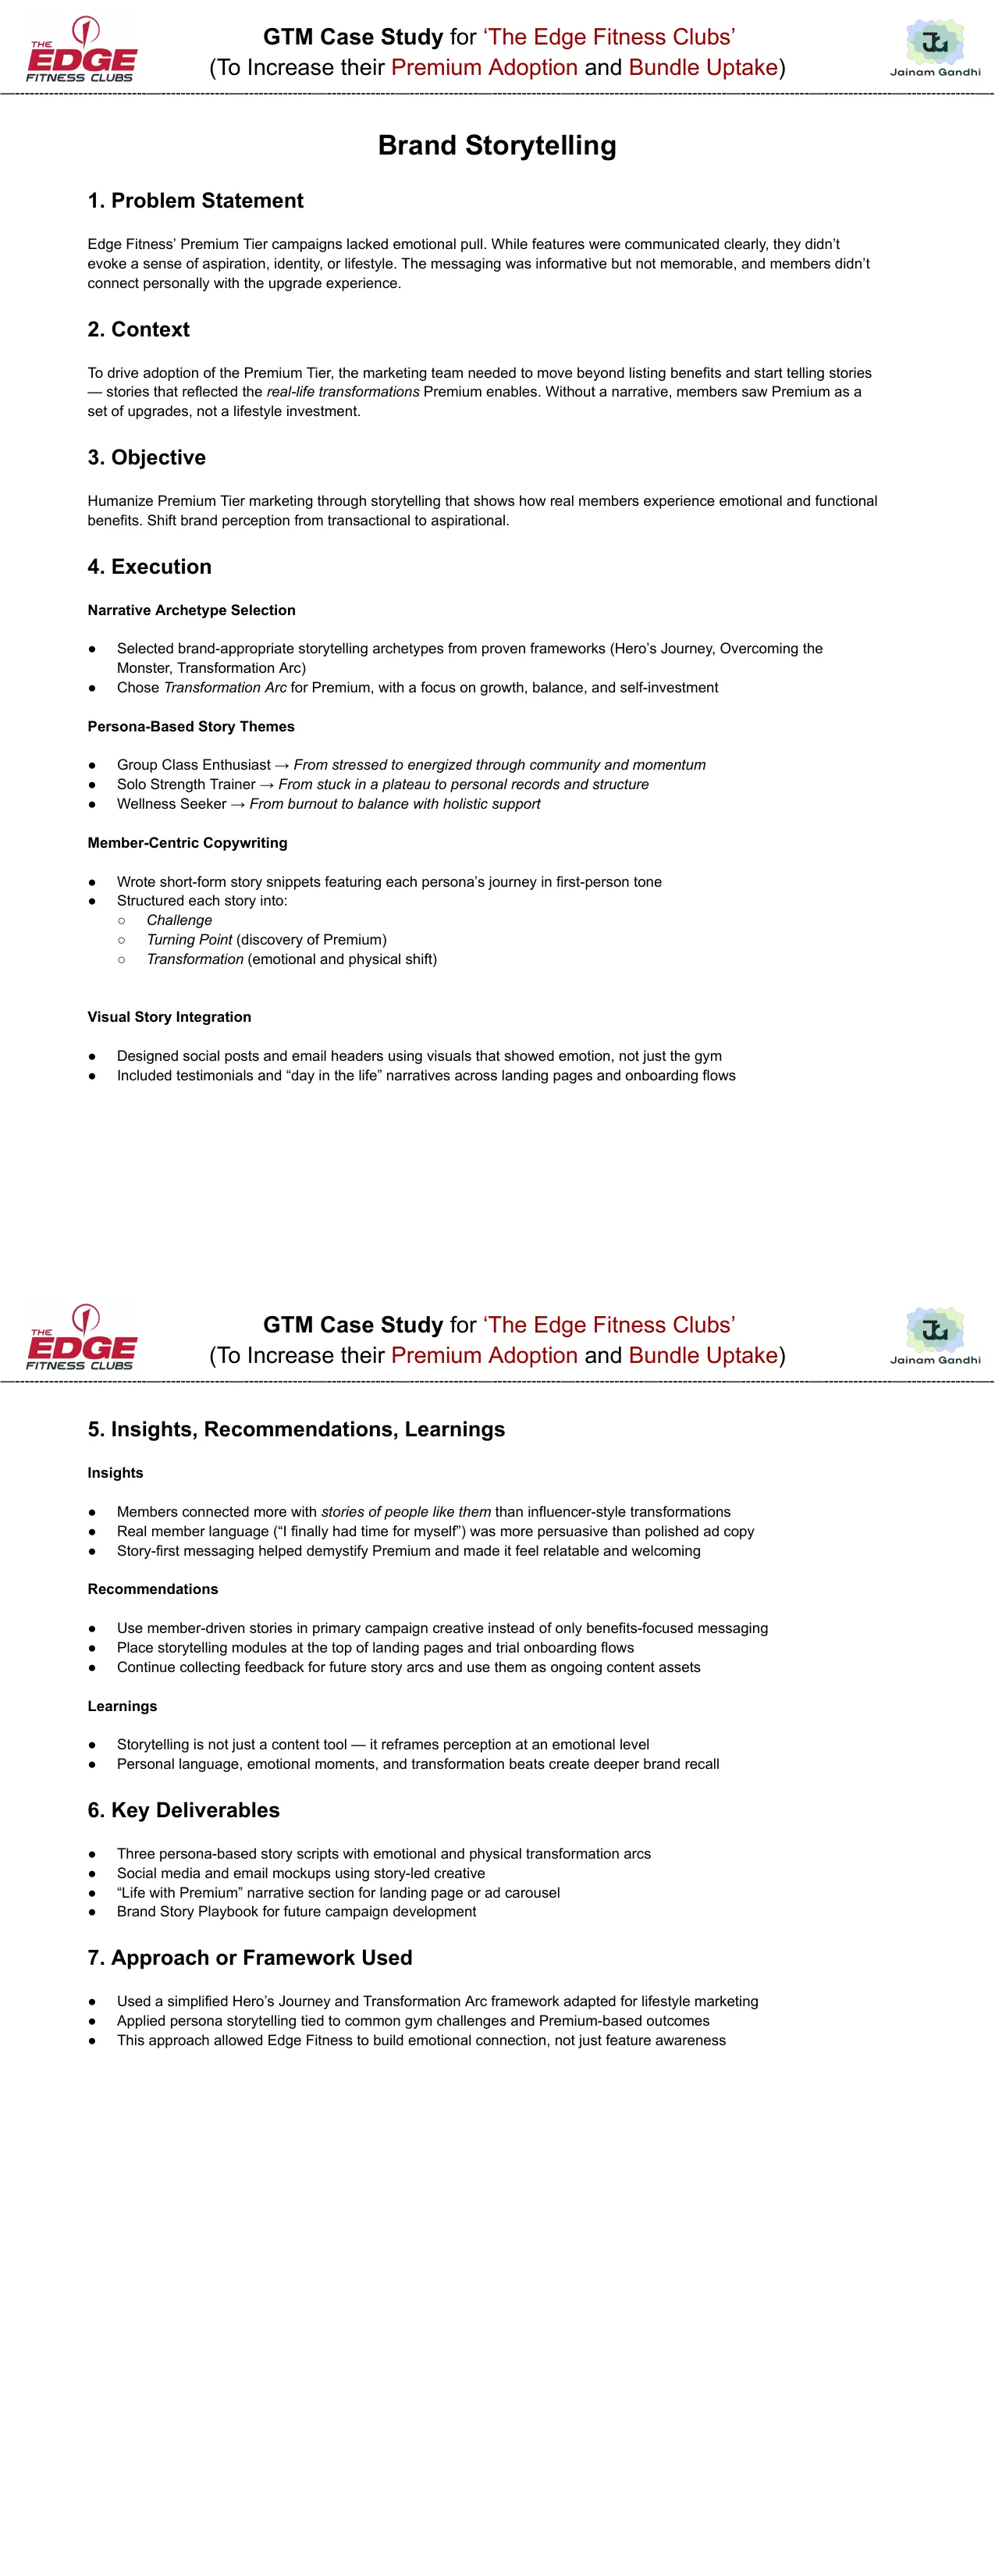 THE
EDGE
FITNESS CLUBS
GTM Case Study for ‘The Edge Fitness Clubs’
(To Increase their Premium Adoption and Bundle Uptake)
Jainam Gandhi
Brand Storytelling
1. Problem Statement
Edge Fitness’ Premium Tier campaigns lacked emotional pull. While features were communicated clearly, they didn’t
evoke a sense of aspiration, identity, or lifestyle. The messaging was informative but not memorable, and members didn’t
connect personally with the upgrade experience.
2. Context
To drive adoption of the Premium Tier, the marketing team needed to move beyond listing benefits and start telling stories
— stories that reflected the real-life transformations Premium enables. Without a narrative, members saw Premium as a
set of upgrades, not a lifestyle investment.
3. Objective
Humanize Premium Tier marketing through storytelling that shows how real members experience emotional and functional
benefits. Shift brand perception from transactional to aspirational.
4. Execution
Narrative Archetype Selection
● Selected brand-appropriate storytelling archetypes from proven frameworks (Hero’s Journey, Overcoming the
Monster, Transformation Arc)
● Chose Transformation Arc for Premium, with a focus on growth, balance, and self-investment
Persona-Based Story Themes
● Group Class Enthusiast → From stressed to energized through community and momentum
● Solo Strength Trainer → From stuck in a plateau to personal records and structure
● Wellness Seeker → From burnout to balance with holistic support
Member-Centric Copywriting
● Wrote short-form story snippets featuring each persona’s journey in first-person tone
● Structured each story into:
○ Challenge
○ Turning Point (discovery of Premium)
○ Transformation (emotional and physical shift)
Visual Story Integration
● Designed social posts and email headers using visuals that showed emotion, not just the gym
● Included testimonials and “day in the life” narratives across landing pages and onboarding flows
THE
EDGE
FITNESS CLUBS
GTM Case Study for ‘The Edge Fitness Clubs’
(To Increase their Premium Adoption and Bundle Uptake)
Jainam Gandhi
5. Insights, Recommendations, Learnings
Insights
● Members connected more with stories of people like them than influencer-style transformations
● Real member language (“I finally had time for myself”) was more persuasive than polished ad copy
● Story-first messaging helped demystify Premium and made it feel relatable and welcoming
Recommendations
● Use member-driven stories in primary campaign creative instead of only benefits-focused messaging
● Place storytelling modules at the top of landing pages and trial onboarding flows
● Continue collecting feedback for future story arcs and use them as ongoing content assets
Learnings
● Storytelling is not just a content tool — it reframes perception at an emotional level
● Personal language, emotional moments, and transformation beats create deeper brand recall
6. Key Deliverables
● Three persona-based story scripts with emotional and physical transformation arcs
● Social media and email mockups using story-led creative
● “Life with Premium” narrative section for landing page or ad carousel
● Brand Story Playbook for future campaign development
7. Approach or Framework Used
● Used a simplified Hero’s Journey and Transformation Arc framework adapted for lifestyle marketing
● Applied persona storytelling tied to common gym challenges and Premium-based outcomes
● This approach allowed Edge Fitness to build emotional connection, not just feature awareness